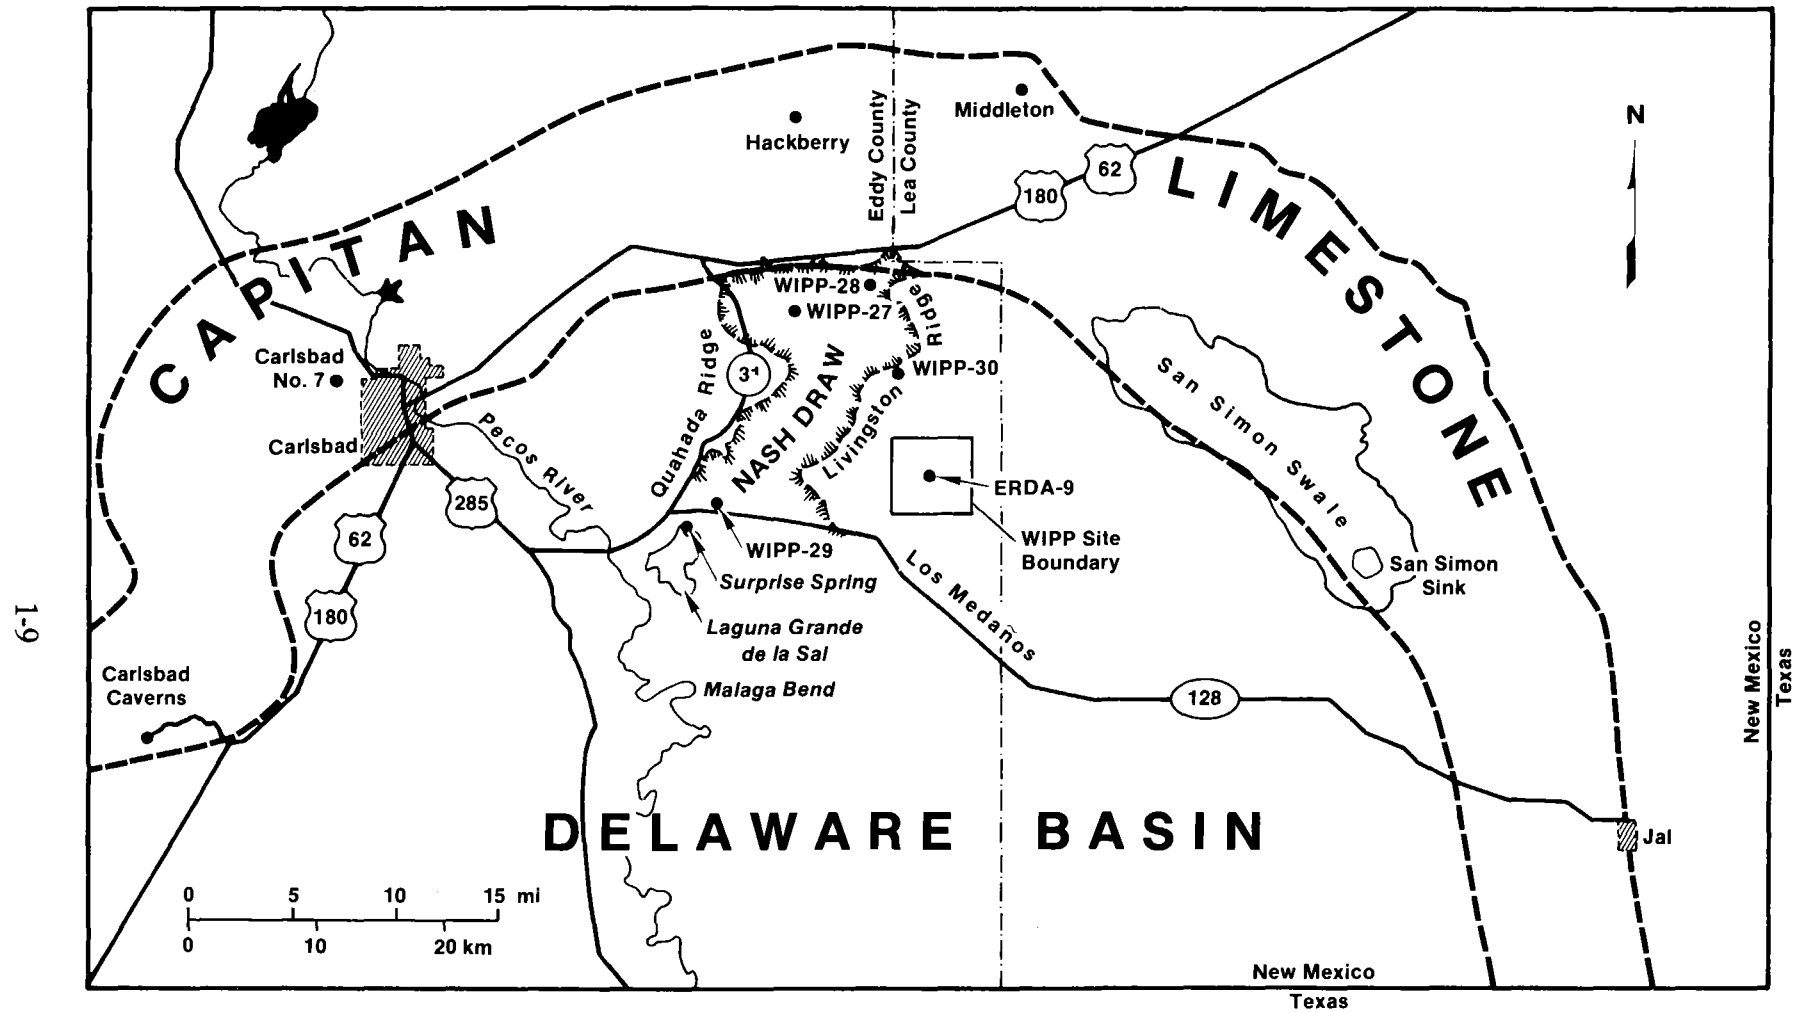 Eddy County
Lea County
Middleton
Hackberry
N
62
180
CAPITAN
LIMESTONE
WIPP-28
WIPP-27
Ridge
WIPP-30
Livingston
Quahada Ridge
31
NASH DRAW
Carlsbad
No. 7
Carlsbad
Pecos River
San Simon Swale
285
ERDA-9
WIPP Site
Boundary
62
WIPP-29
Surprise Spring
San Simon
Sink
Los Medaños
180
Laguna Grande
de la Sal
Malaga Bend
Carlsbad
Caverns
128
New Mexico
Texas
1-9
DELAWARE BASIN
Jal
0 5 10 15 mi
0 10 20 km
New Mexico
Texas